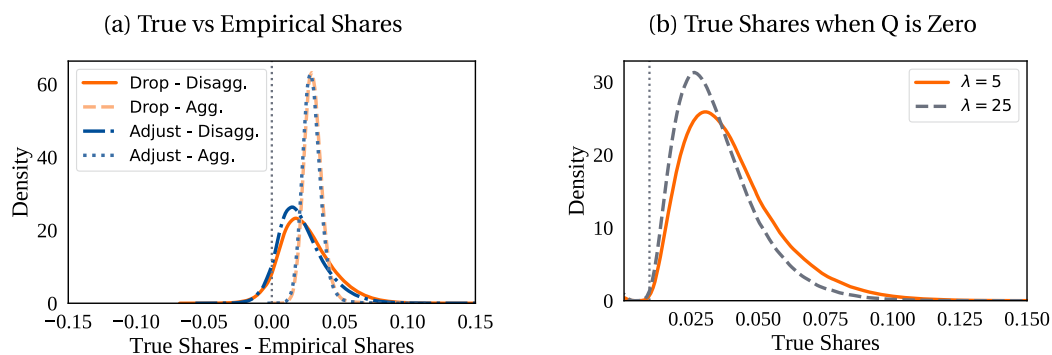 (a) True vs Empirical Shares
Density
60
40
20
0
Drop - Disagg.
Drop - Agg.
Adjust - Disagg.
Adjust - Agg.
−0.15
−0.10
−0.05
0.00
0.05
0.10
0.15
True Shares - Empirical Shares
(b) True Shares when Q is Zero
Density
30
20
10
0
λ = 5
λ = 25
0.025
0.050
0.075
0.100
0.125
0.150
True Shares